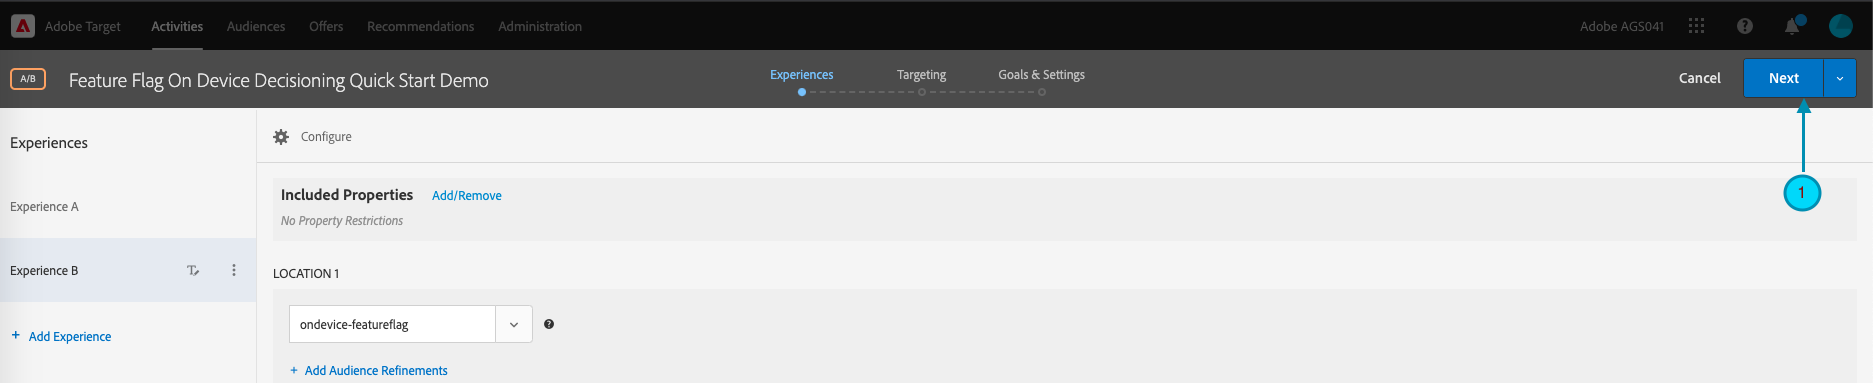 Adobe Target Activities Audiences Offers Recommendations Administration Adobe AGS041 ?
A/B Feature Flag On Device Decisioning Quick Start Demo Experiences Targeting Goals & Settings Cancel Next
Experiences
Configure
Included Properties Add/Remove
1
Experience A
No Property Restrictions
Experience B
LOCATION 1
ondevice-featureflag ?
+ Add Experience
+ Add Audience Refinements